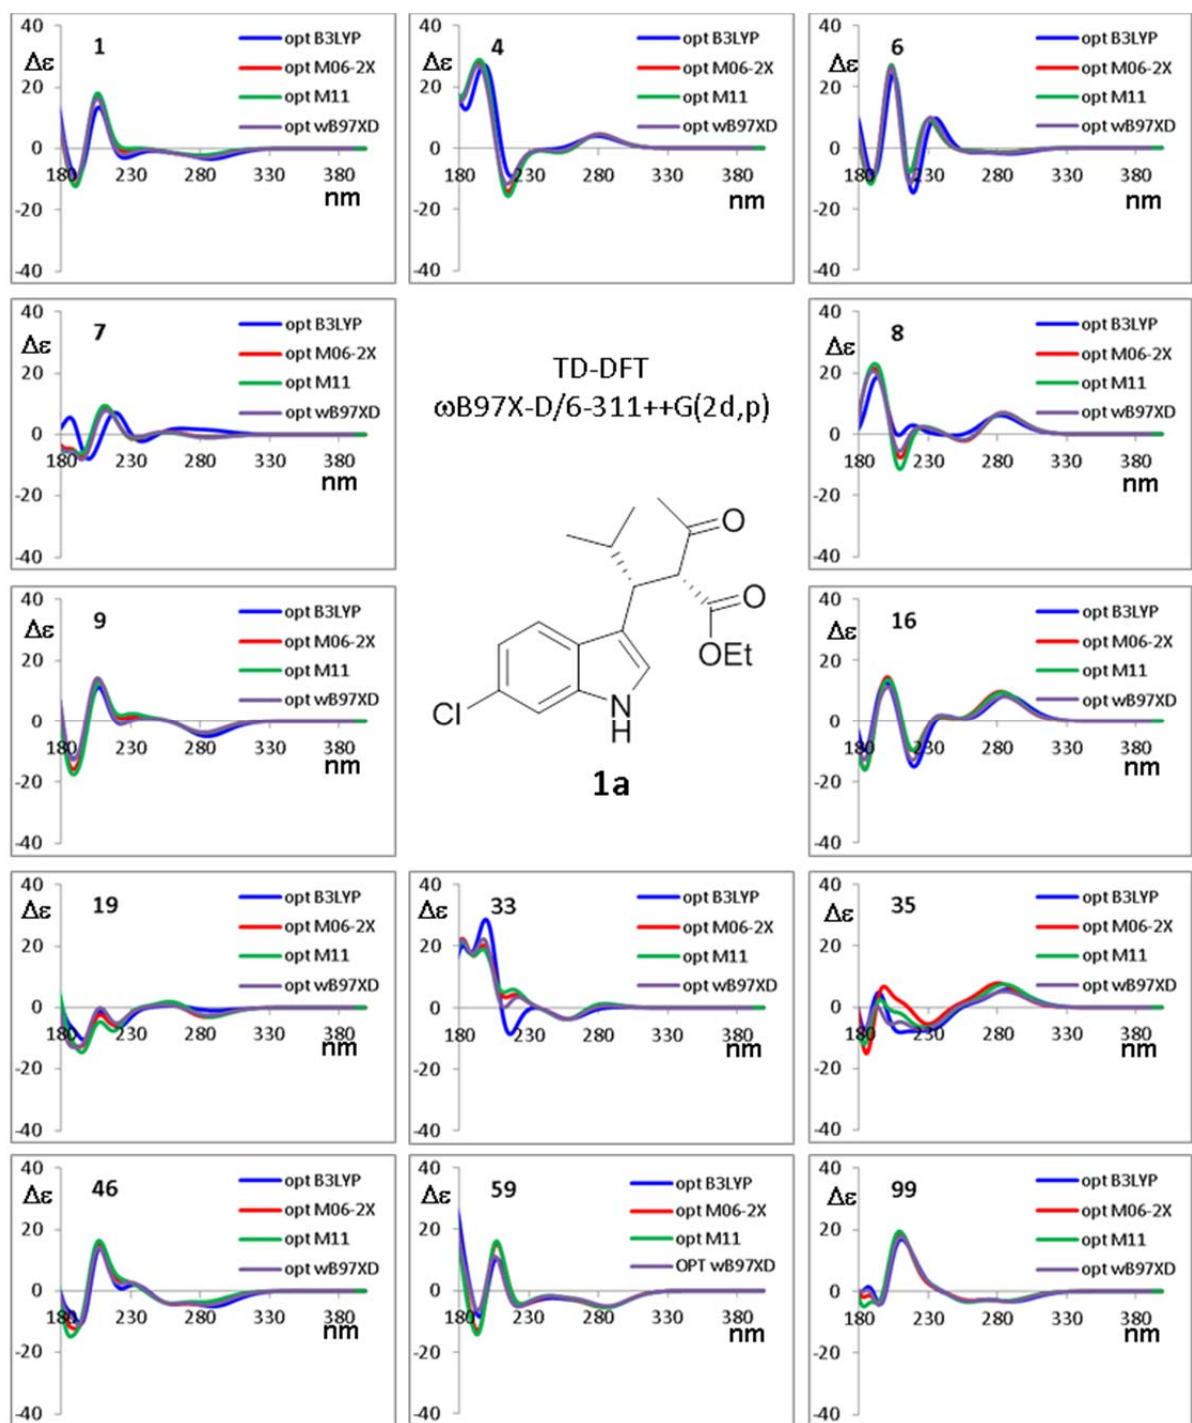 40
Δε
1
opt B3LYP
opt M06-2X
opt M11
opt wB97XD
20
0
180 230 280 330 380
nm
-20
-40
40
Δε
4
opt B3LYP
opt M06-2X
opt M11
opt wB97XD
20
0
180 230 280 330 380
nm
-20
-40
40
Δε
6
opt B3LYP
opt M06-2X
opt M11
opt wB97XD
20
0
180 230 280 330 380
nm
-20
-40
40
Δε
7
opt B3LYP
opt M06-2X
opt M11
opt wB97XD
20
0
180 230 280 330 380
nm
-20
-40
TD-DFT
ωB97X-D/6-311++G(2d,p)
O
O
OEt
Cl
N
H
1a
40
Δε
8
opt B3LYP
opt M06-2X
opt M11
opt wB97XD
20
0
180 230 280 330 380
nm
-20
-40
40
Δε
9
opt B3LYP
opt M06-2X
opt M11
opt wB97XD
20
0
180 230 280 330 380
nm
-20
-40
40
Δε
16
opt B3LYP
opt M06-2X
opt M11
opt wB97XD
20
0
180 230 280 330 380
nm
-20
-40
40
Δε
19
opt B3LYP
opt M06-2X
opt M11
opt wB97XD
20
0
180 230 280 330 380
nm
-20
-40
40
Δε
33
opt B3LYP
opt M06-2X
opt M11
opt wB97XD
20
0
180 230 280 330 380
nm
-20
-40
40
Δε
35
opt B3LYP
opt M06-2X
opt M11
opt wB97XD
20
0
180 230 280 330 380
nm
-20
-40
40
Δε
46
opt B3LYP
opt M06-2X
opt M11
opt wB97XD
20
0
180 230 280 330 380
nm
-20
-40
40
Δε
59
opt B3LYP
opt M06-2X
opt M11
OPT wB97XD
20
0
180 230 280 330 380
nm
-20
-40
40
Δε
99
opt B3LYP
opt M06-2X
opt M11
opt wB97XD
20
0
180 230 280 330 380
nm
-20
-40